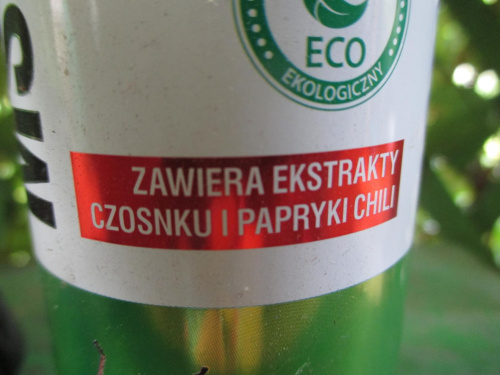 ECO
EKOLOGICZNY
ZAWIERA EKSTRAKTY
CZOSNKU I PAPRYKI CHILI